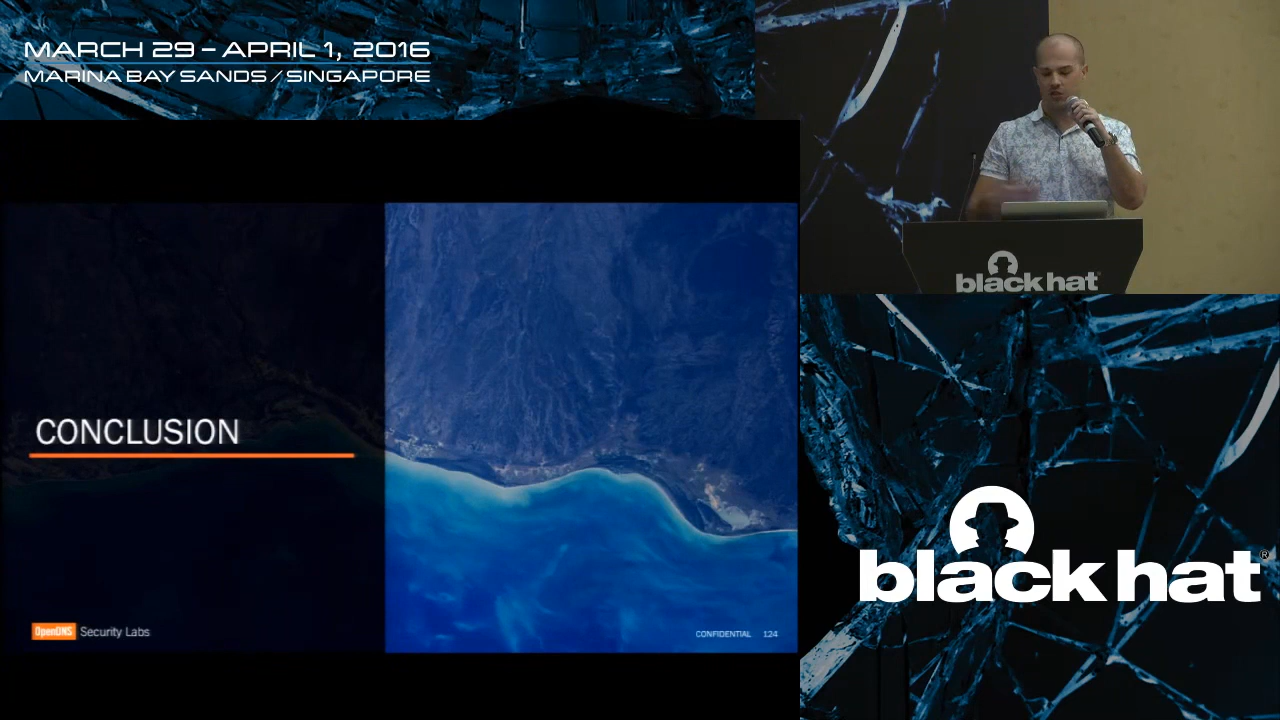 MARCH 29 – APRIL 1, 2016
MARINA BAY SANDS / SINGAPORE
black hat
CONCLUSION
OpenDNS Security Labs
CONFIDENTIAL 124
black hat®